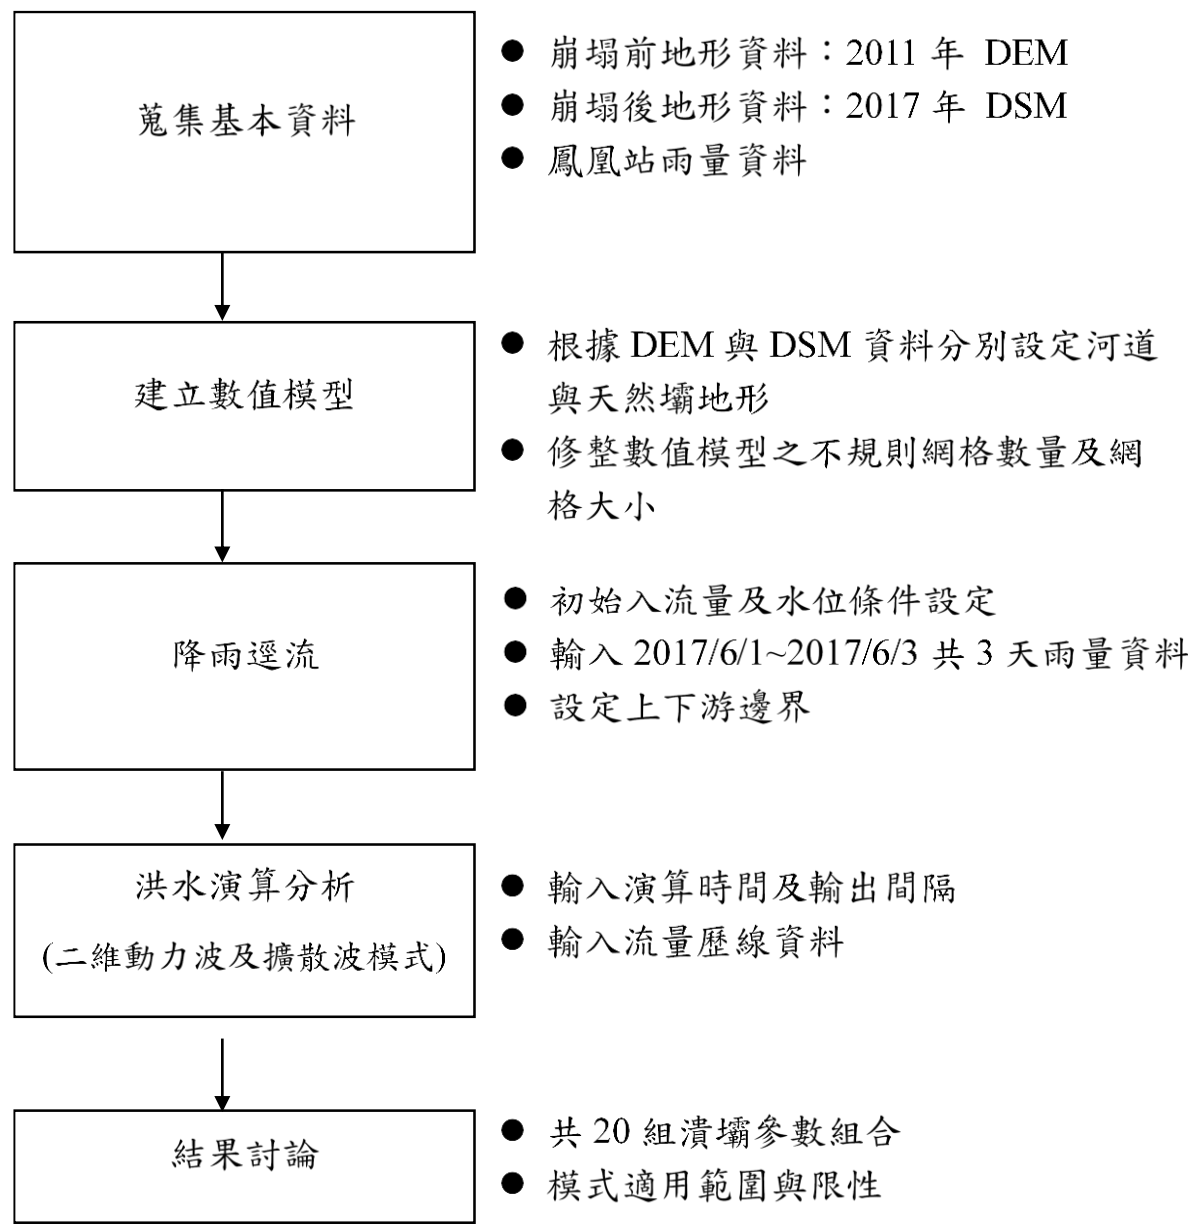 蒐集基本資料
● 崩塌前地形資料：2011 年 DEM
● 崩塌後地形資料：2017 年 DSM
● 鳳凰站雨量資料
建立數值模型
● 根據 DEM 與 DSM 資料分別設定河道
與天然壩地形
● 修整數值模型之不規則網格數量及網
格大小
降雨逕流
● 初始入流量及水位條件設定
● 輸入 2017/6/1~2017/6/3 共 3 天雨量資料
● 設定上下游邊界
洪水演算分析
(二維動力波及擴散波模式)
● 輸入演算時間及輸出間隔
● 輸入流量歷線資料
結果討論
● 共 20 組潰壩參數組合
● 模式適用範圍與限性